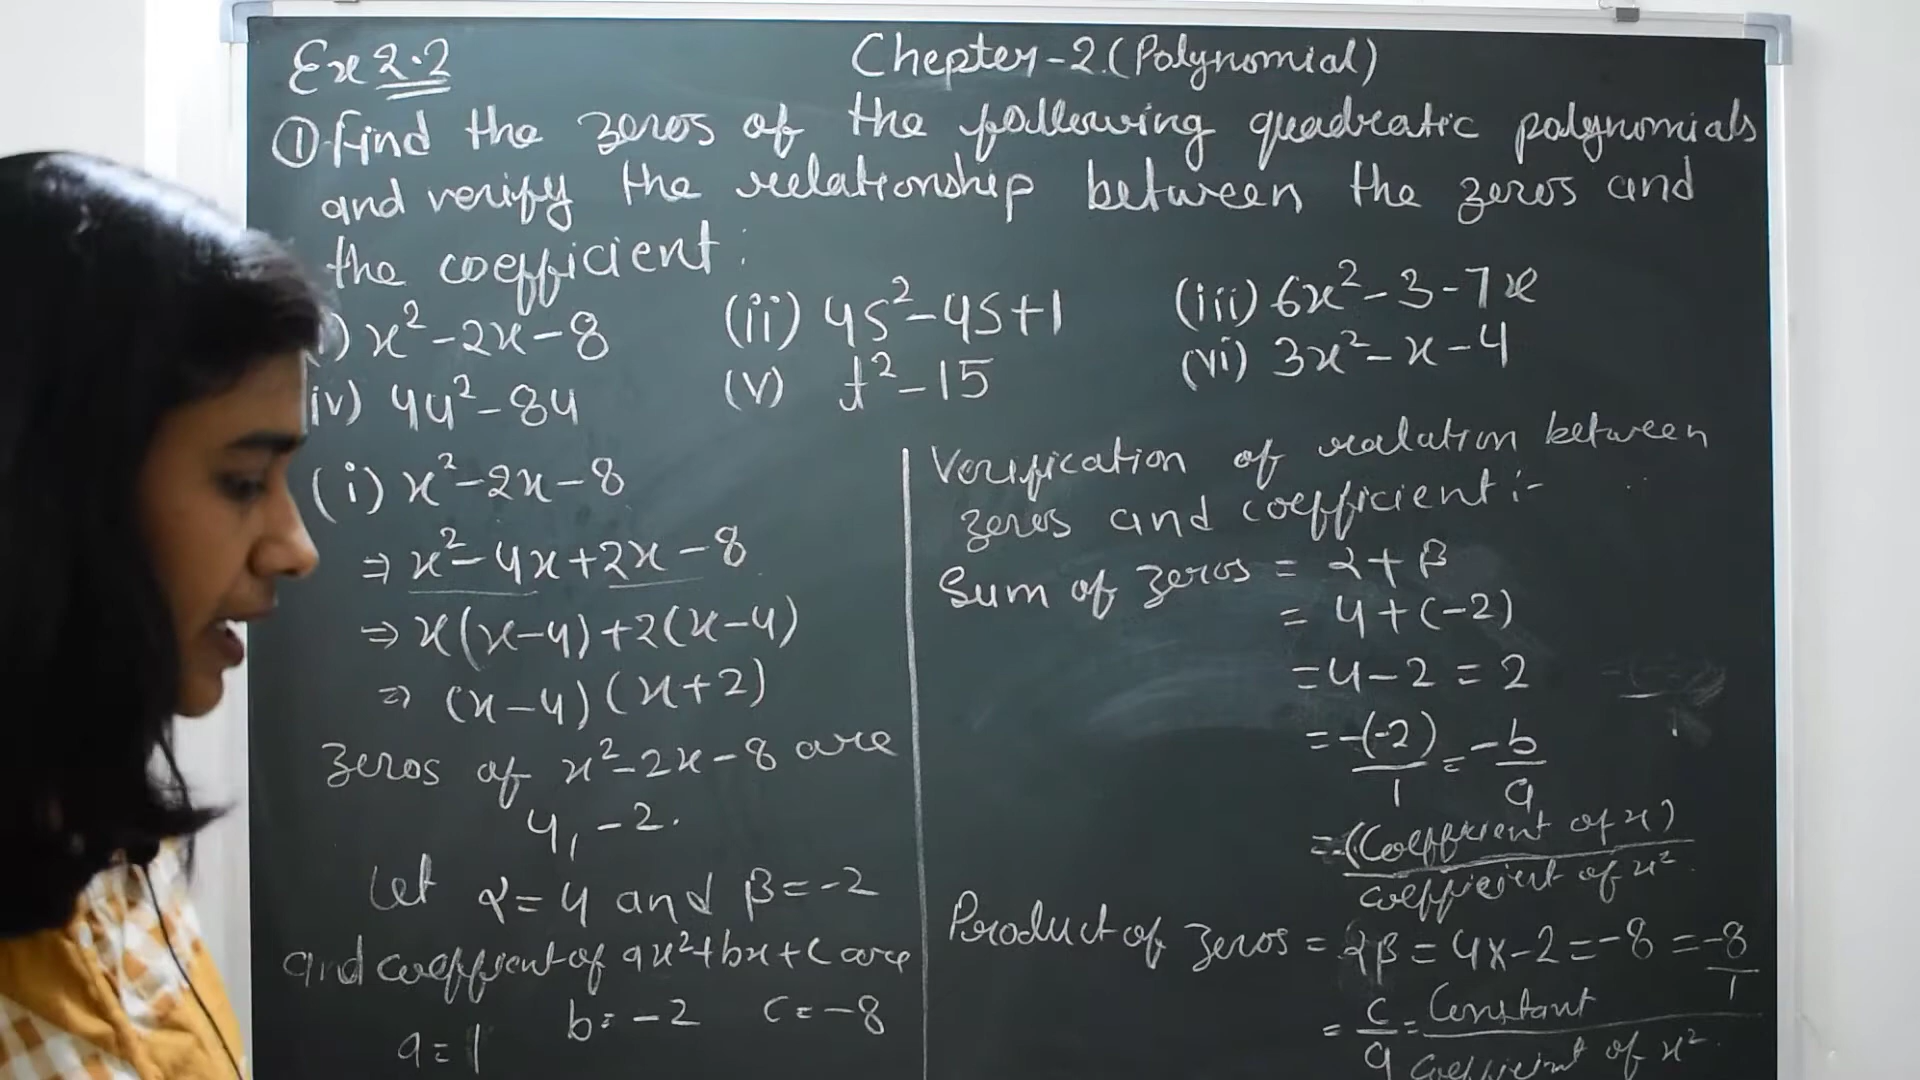 Ex 2.2
Chepter-2.(Polynomial)
① find the zeros of the following quadratic polynomials
and verify the relationship between the zeros and
the coefficient:
) x²-2x-8 (ii) 4s²-4s+1 (iii) 6x²-3-7x
iv) 4u²-8u (v) t²-15 (vi) 3x²-x-4
(i) x²-2x-8
⇒ x²-4x+2x-8
⇒ x(x-4)+2(x-4)
⇒ (x-4)(x+2)
zeros of x²-2x-8 are
4, -2.
Let α=4 and β=-2
and coefficient of ax²+bx+c are
a=1 b=-2 c=-8
Verification of realation between
zeros and coefficient:-
Sum of zeros = α+β
= 4+(-2)
=4-2=2
=-(-2)/1 = -b/a
=-(Coefficient of x)/coefficient of x²
Product of zeros = αβ=4x-2=-8=-8/1
= c/a = Constant/Coefficient of x².